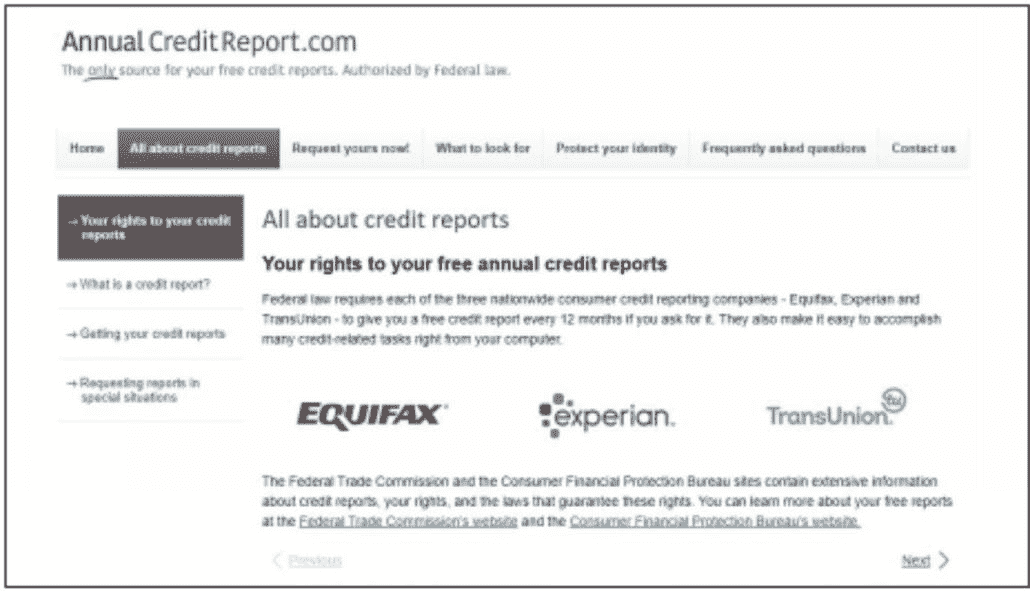 Annual Credit Report.com
The only source for your free credit reports. Authorized by Federal law.
Home All about credit reports Request yours now! What to look for Protect your identity Frequently asked questions Contact us
→ Your rights to your credit
reports
→ What is a credit report?
→ Getting your credit reports
→ Requesting reports in
special situations
All about credit reports
Your rights to your free annual credit reports
Federal law requires each of the three nationwide consumer credit reporting companies - Equifax, Experian and
TransUnion - to give you a free credit report every 12 months if you ask for it. They also make it easy to accomplish
many credit-related tasks right from your computer.
EQUIFAX experian. TransUnion. tu
The Federal Trade Commission and the Consumer Financial Protection Bureau sites contain extensive information
about credit reports, your rights, and the laws that guarantee these rights. You can learn more about your free reports
at the Federal Trade Commission's website and the Consumer Financial Protection Bureau's website.
Previous Next